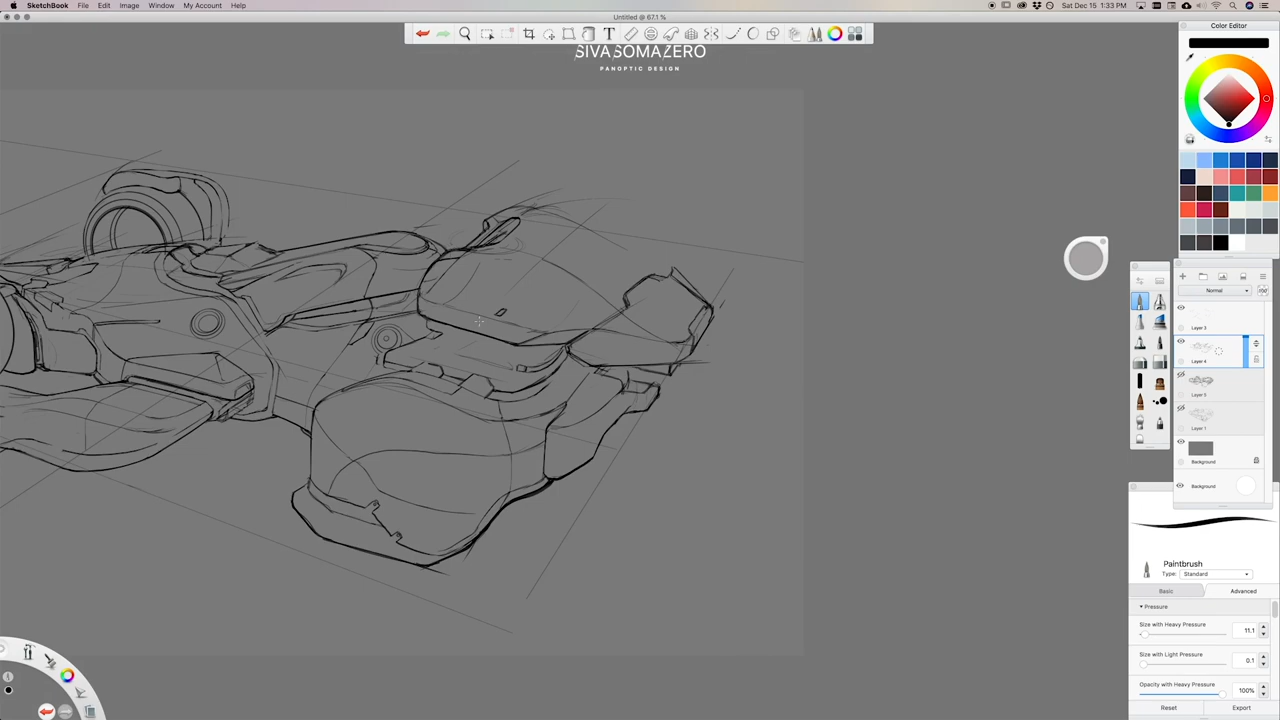 SketchBook File Edit Image Window My Account Help
Sat Dec 15 1:33 PM
Untitled @ 67.1 %
SIVASOMAZERO
PANOPTIC DESIGN
Color Editor
Normal
Layer 3
Layer 4
Layer 5
Layer 1
Background
Background
Paintbrush
Type: Standard
Basic Advanced
Pressure
Size with Heavy Pressure
11.1
Size with Light Pressure
0.1
Opacity with Heavy Pressure
100%
Reset Export